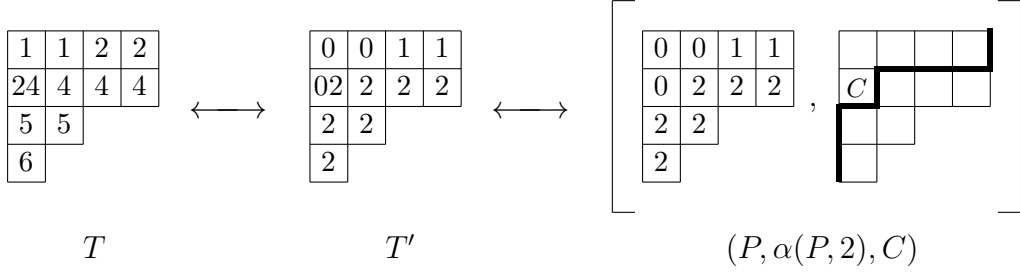 1 1 2 2 0 0 1 1 0 0 1 1
24 4 4 4 02 2 2 2 0 2 2 2 , C
5 5 2 2 2 2
6 2 2
T T′ (P, α(P, 2), C)